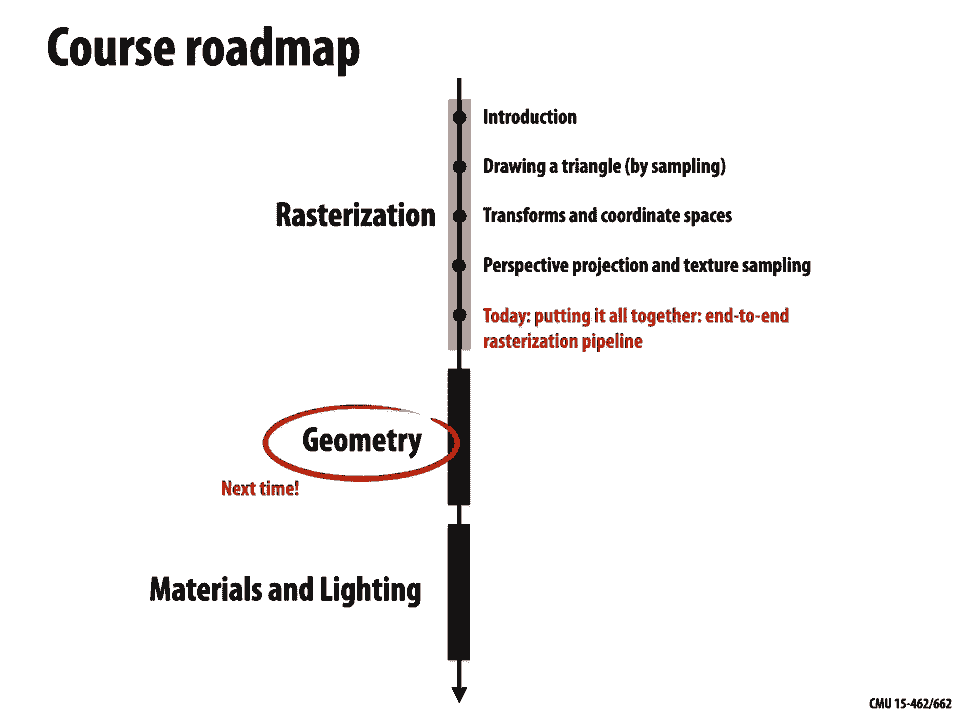 Course roadmap
Rasterization
Introduction
Drawing a triangle (by sampling)
Transforms and coordinate spaces
Perspective projection and texture sampling
Today: putting it all together: end-to-end
rasterization pipeline
Geometry
Next time!
Materials and Lighting
CMU 15-462/662